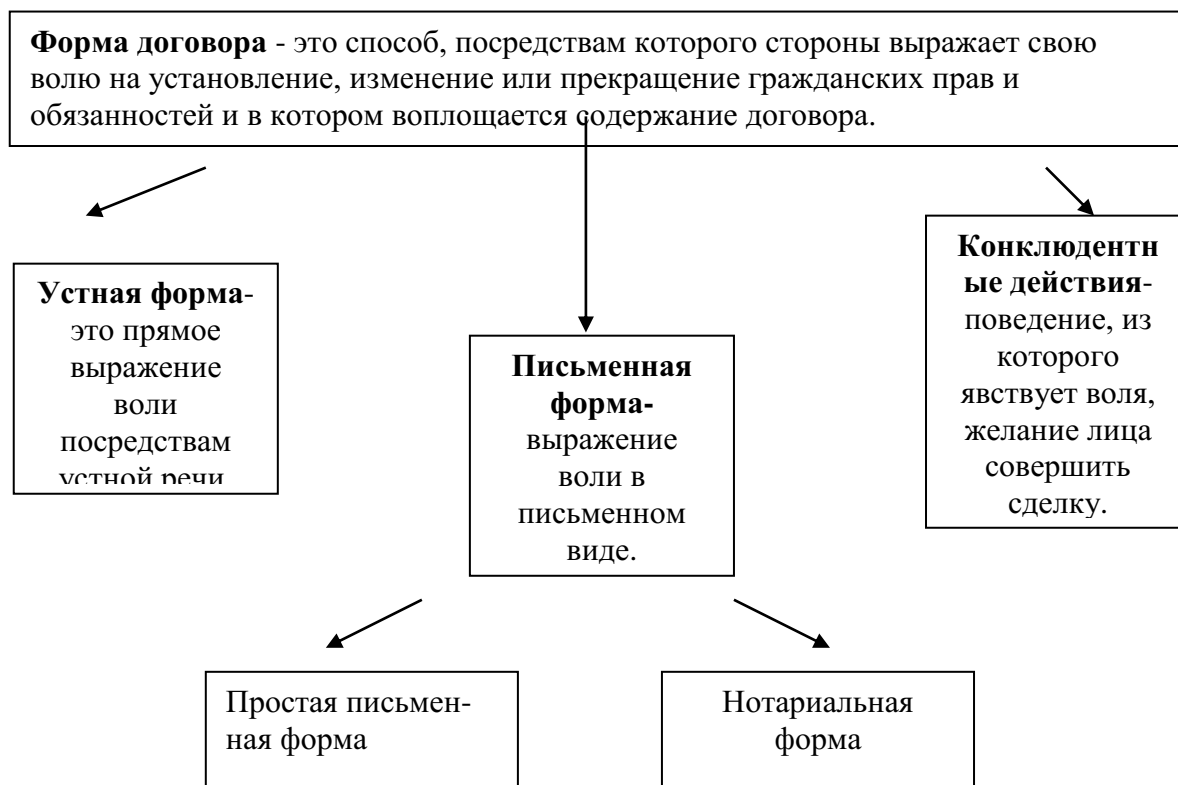 Форма договора - это способ, посредствам которого стороны выражает свою
волю на установление, изменение или прекращение гражданских прав и
обязанностей и в котором воплощается содержание договора.
Устная форма-
это прямое
выражение
воли
посредствам
устной речи
Письменная
форма-
выражение
воли в
письменном
виде.
Конклюдентн
ые действия-
поведение, из
которого
явствует воля,
желание лица
совершить
сделку.
Простая письмен-
ная форма
Нотариальная
форма